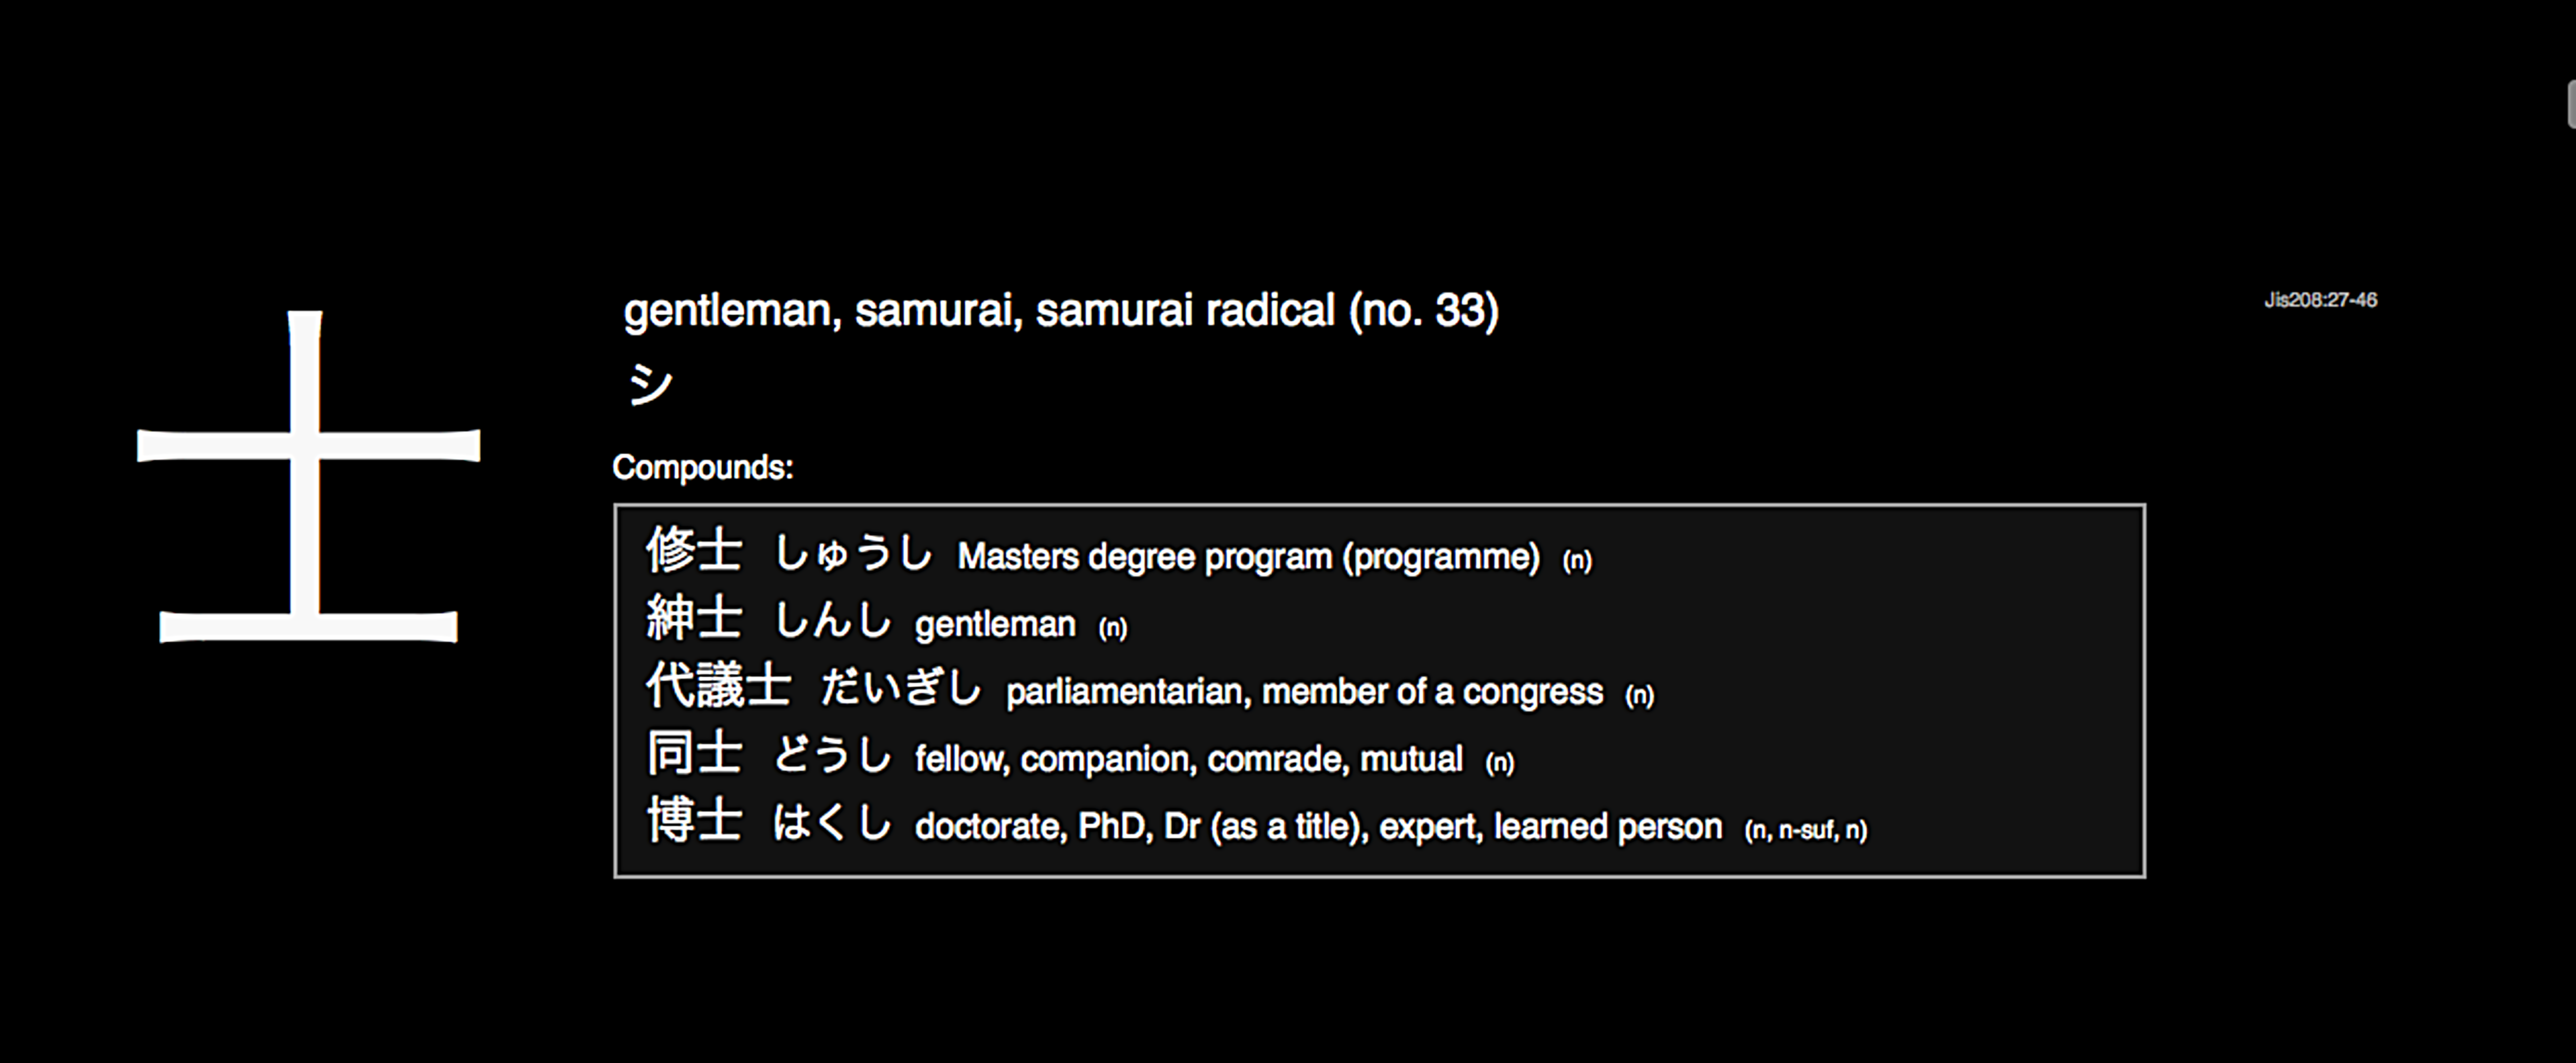 士
gentleman, samurai, samurai radical (no. 33)
Jis208:27-46
シ
Compounds:
修士 しゅうし Masters degree program (programme) (n)
紳士 しんし gentleman (n)
代議士 だいぎし parliamentarian, member of a congress (n)
同士 どうし fellow, companion, comrade, mutual (n)
博士 はくし doctorate, PhD, Dr (as a title), expert, learned person (n, n-suf, n)